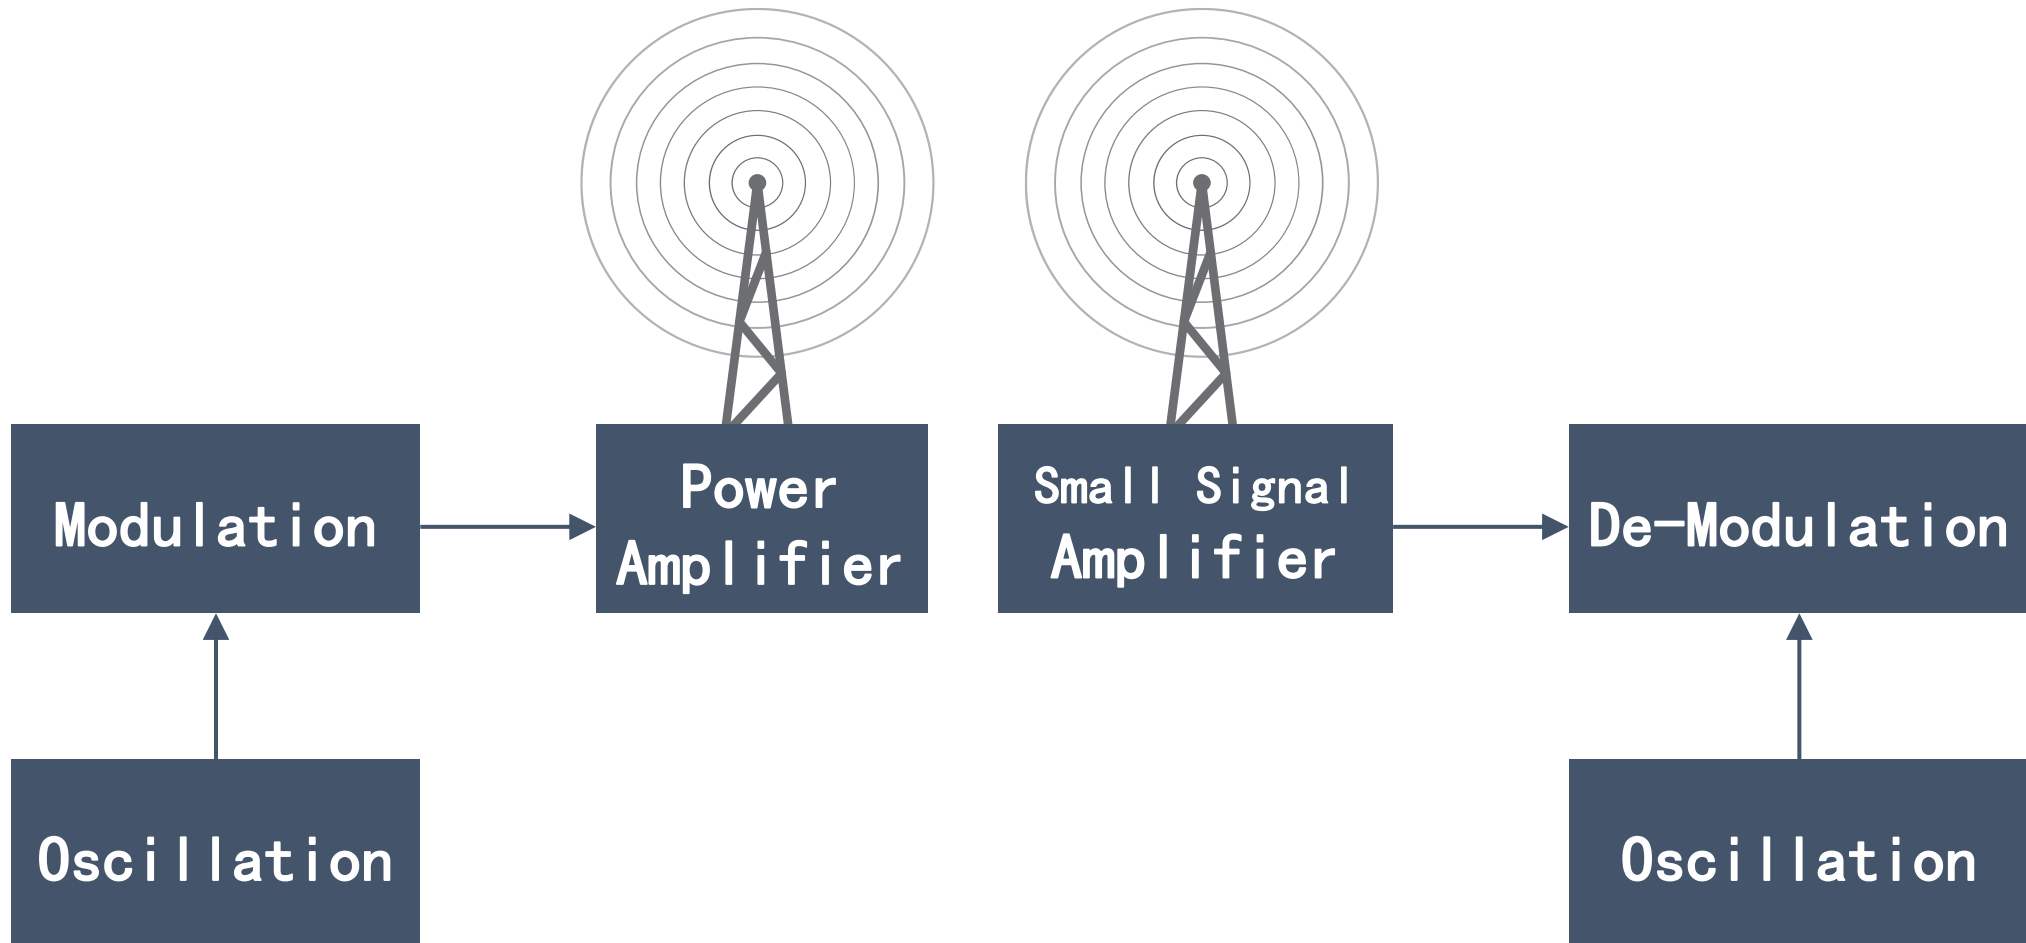 Modulation
Power
Amplifier
Small Signal
Amplifier
De-Modulation
Oscillation
Oscillation